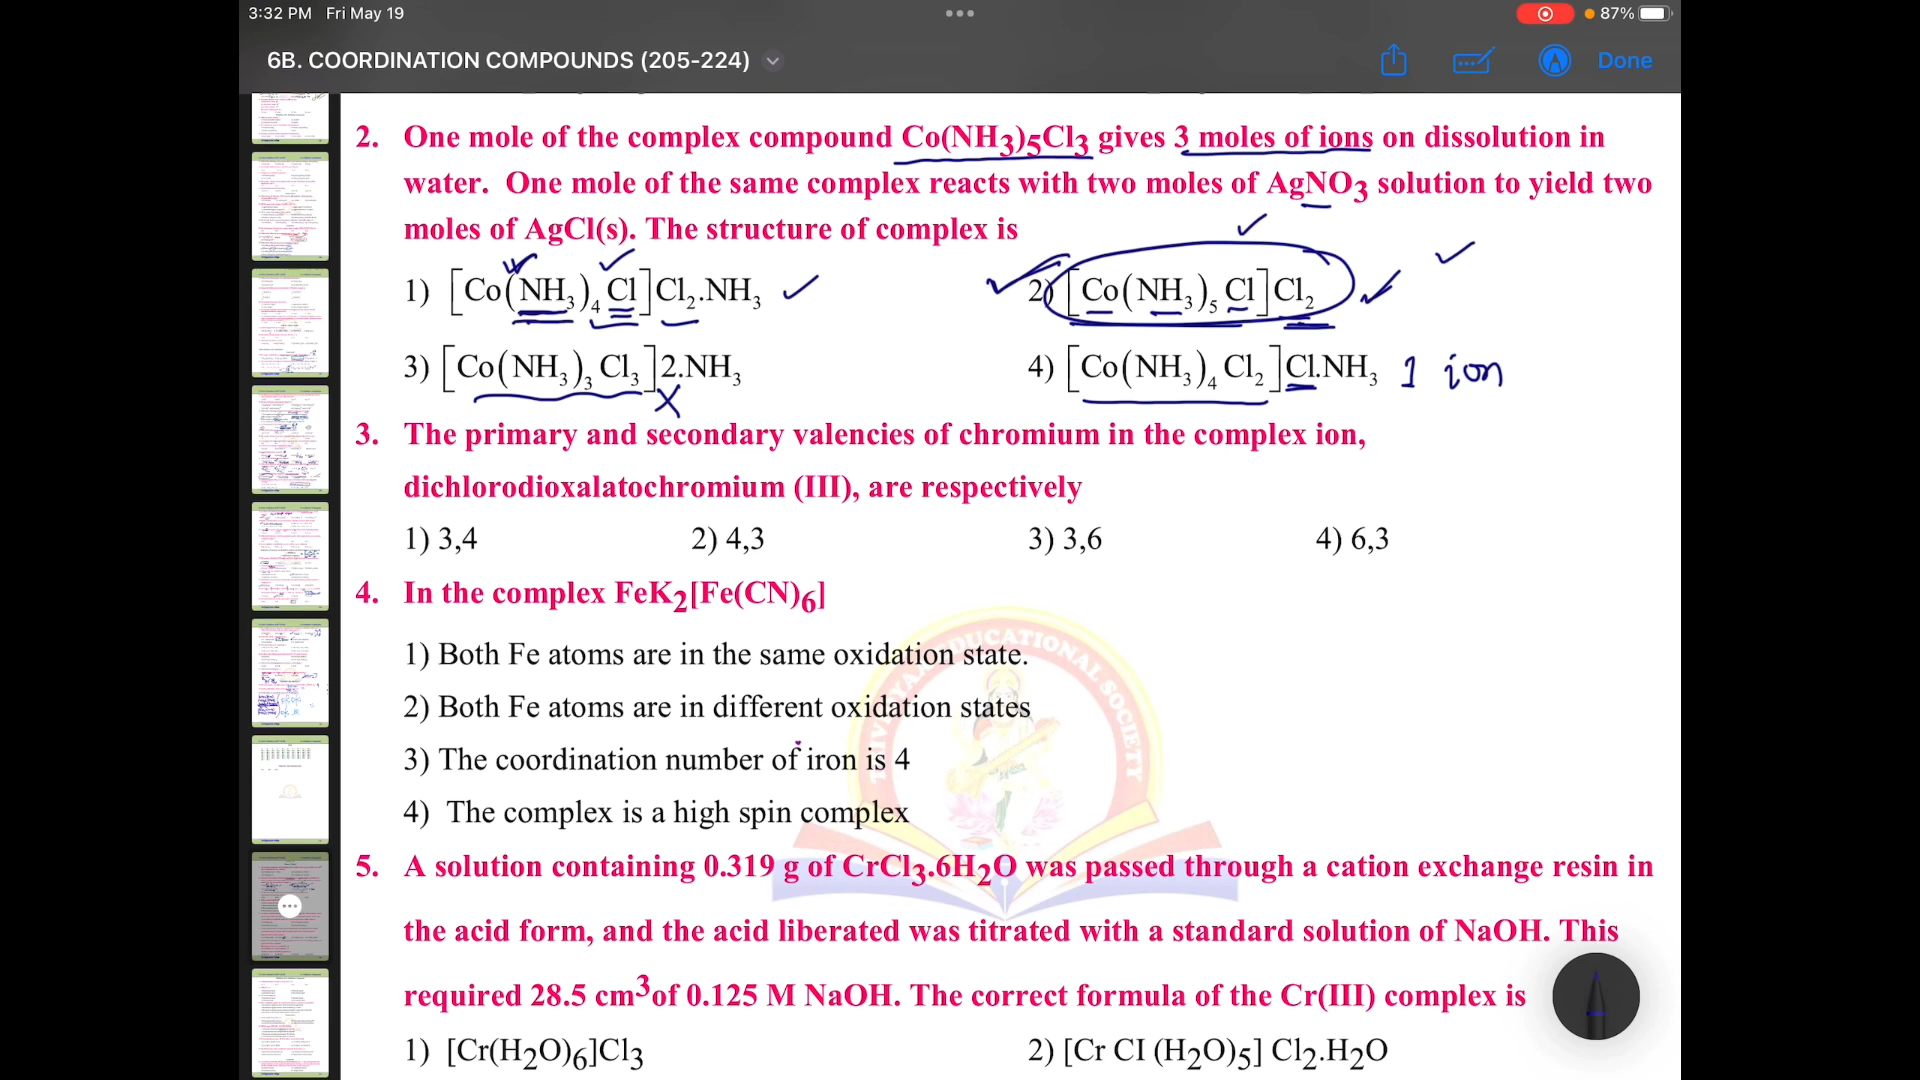 3:32 PM Fri May 19
87%
6B. COORDINATION COMPOUNDS (205-224)
Done
2. One mole of the complex compound Co(NH3)5Cl3 gives 3 moles of ions on dissolution in
water. One mole of the same complex reacts with two moles of AgNO3 solution to yield two
moles of AgCl(s). The structure of complex is
1) [Co(NH₃)₄Cl]Cl₂.NH₃ 2) [Co(NH₃)₅Cl]Cl₂
3) [Co(NH₃)₃Cl₃]2.NH₃ 4) [Co(NH₃)₄Cl₂]Cl.NH₃ 1 ion
3. The primary and secondary valencies of chromium in the complex ion,
dichlorodioxalatochromium (III), are respectively
1) 3,4 2) 4,3 3) 3,6 4) 6,3
4. In the complex FeK2[Fe(CN)6]
1) Both Fe atoms are in the same oxidation state.
2) Both Fe atoms are in different oxidation states
3) The coordination number of iron is 4
4) The complex is a high spin complex
5. A solution containing 0.319 g of CrCl3.6H2O was passed through a cation exchange resin in
the acid form, and the acid liberated was titrated with a standard solution of NaOH. This
required 28.5 cm3of 0.125 M NaOH. The correct formula of the Cr(III) complex is
1) [Cr(H2O)6]Cl3 2) [Cr CI (H2O)5] Cl2.H2O